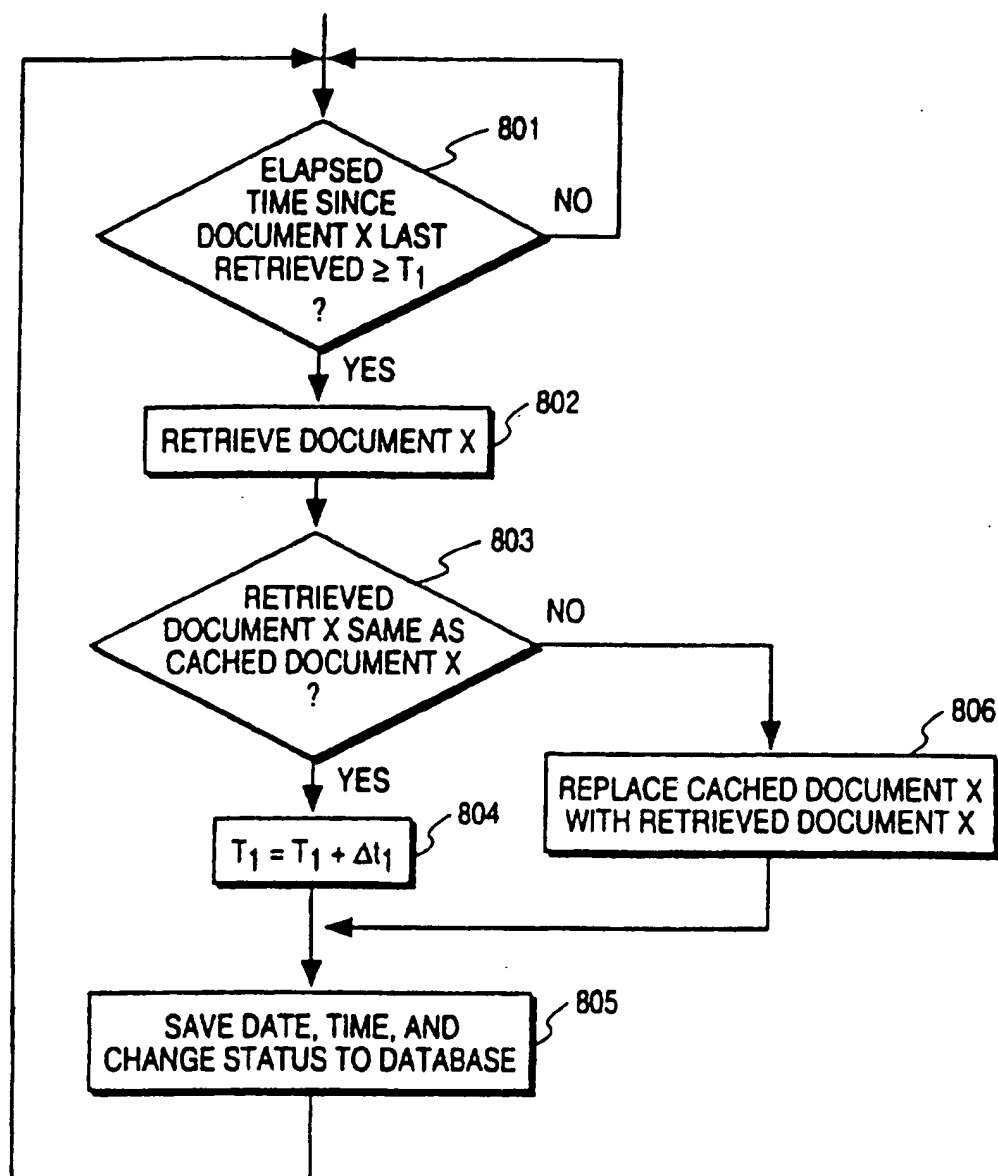 801
ELAPSED
TIME SINCE
DOCUMENT X LAST
RETRIEVED ≥ T1
?
NO
YES
802
RETRIEVE DOCUMENT X
803
RETRIEVED
DOCUMENT X SAME AS
CACHED DOCUMENT X
?
NO
YES
806
REPLACE CACHED DOCUMENT X
WITH RETRIEVED DOCUMENT X
804
T1 = T1 + Δt1
805
SAVE DATE, TIME, AND
CHANGE STATUS TO DATABASE